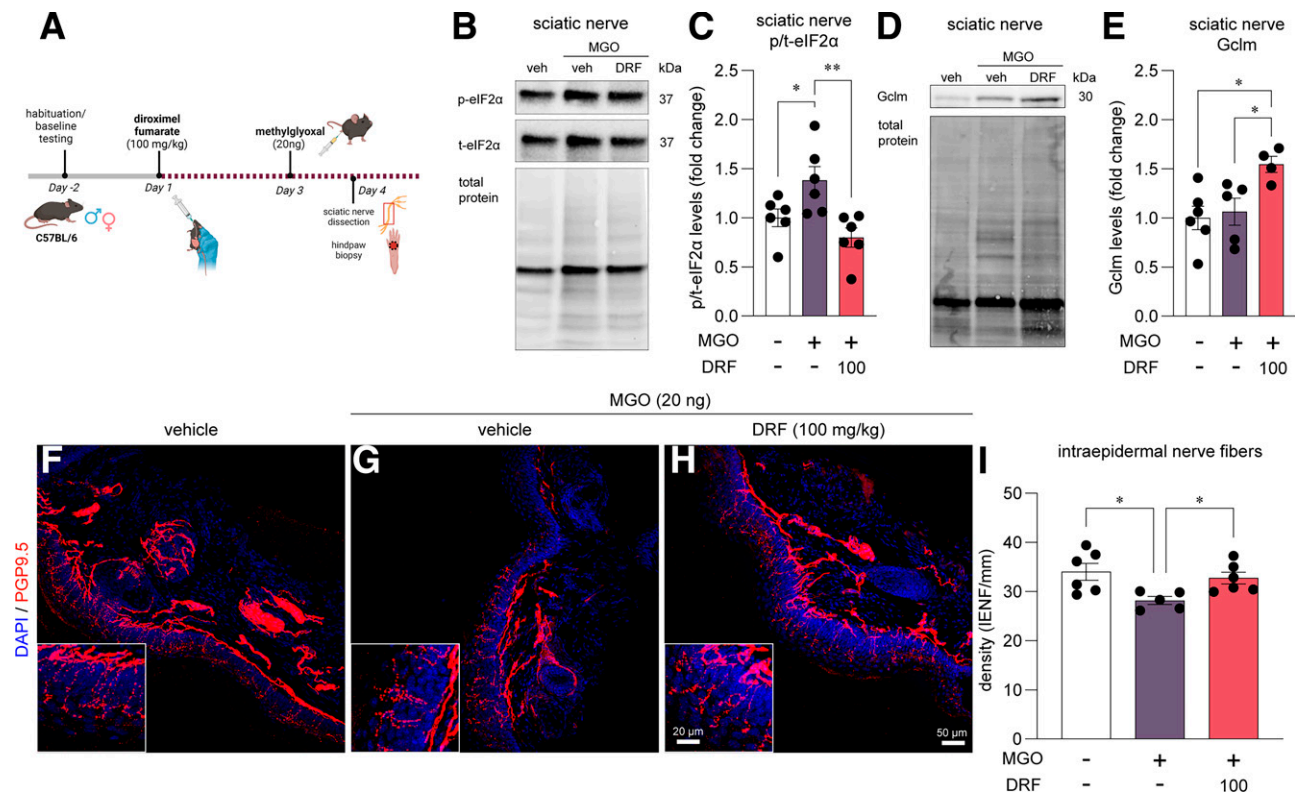 A
habituation/
baseline
testing
diroximel
fumarate
(100 mg/kg)
methylglyoxal
(20ng)
Day -2
Day 1
Day 3
Day 4
C57BL/6
♂♀
sciatic nerve
dissection
hindpaw
biopsy
B
sciatic nerve
MGO
veh veh DRF kDa
p-eIF2α 37
t-eIF2α 37
total
protein
C
sciatic nerve
p/t-eIF2α
p/t-eIF2α levels (fold change)
2.5
2.0
1.5
1.0
0.5
0.0
* **
MGO - + +
DRF - - 100
D
sciatic nerve
MGO
veh veh DRF kDa
Gclm 30
total
protein
E
sciatic nerve
Gclm
Gclm levels (fold change)
2.5
2.0
1.5
1.0
0.5
0.0
*
*
MGO - + +
DRF - - 100
MGO (20 ng)
vehicle
vehicle
DRF (100 mg/kg)
DAPI / PGP9.5
F
G
H
20 µm
50 µm
I
intraepidermal nerve fibers
density (IENF/mm)
50
40
30
20
10
0
* *
MGO - + +
DRF - - 100